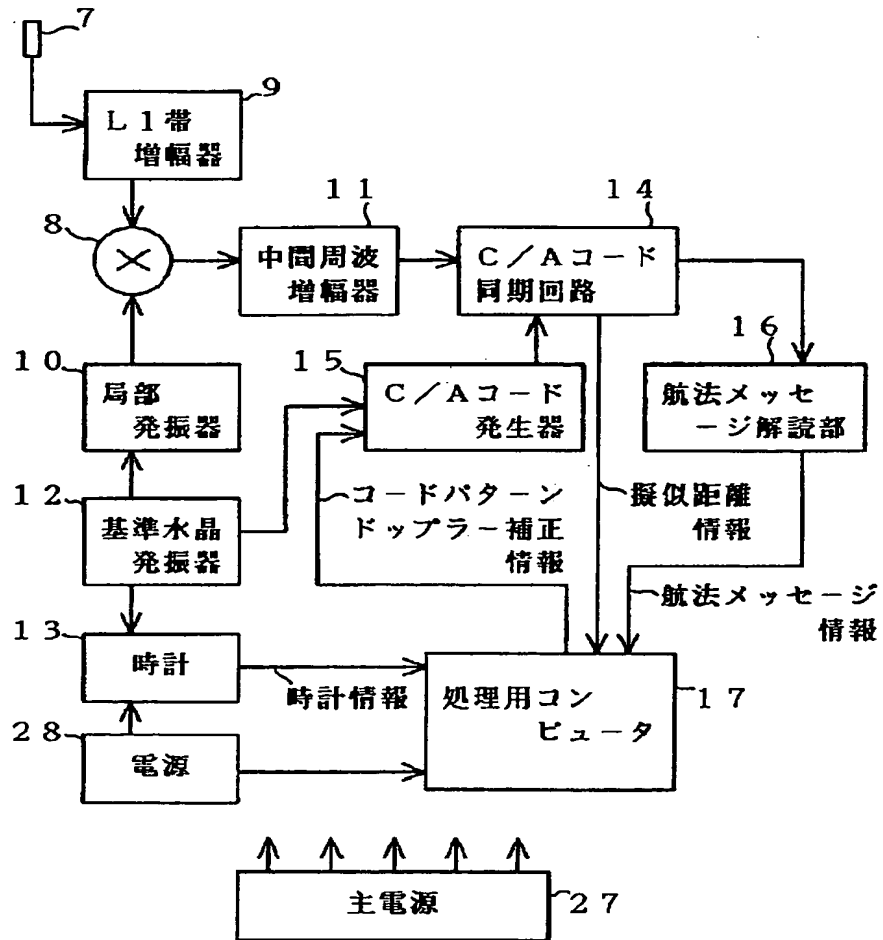 7
9
L1帯
増幅器
8
11
中間周波
増幅器
14
C/Aコード
同期回路
10
局部
発振器
15
C/Aコード
発生器
16
航法メッセ
ージ解読部
12
基準水晶
発振器
コードパターン
ドップラー補正
情報
擬似距離
情報
航法メッセージ
情報
13
時計
時計情報
処理用コン
ピュータ
17
28
電源
主電源
27